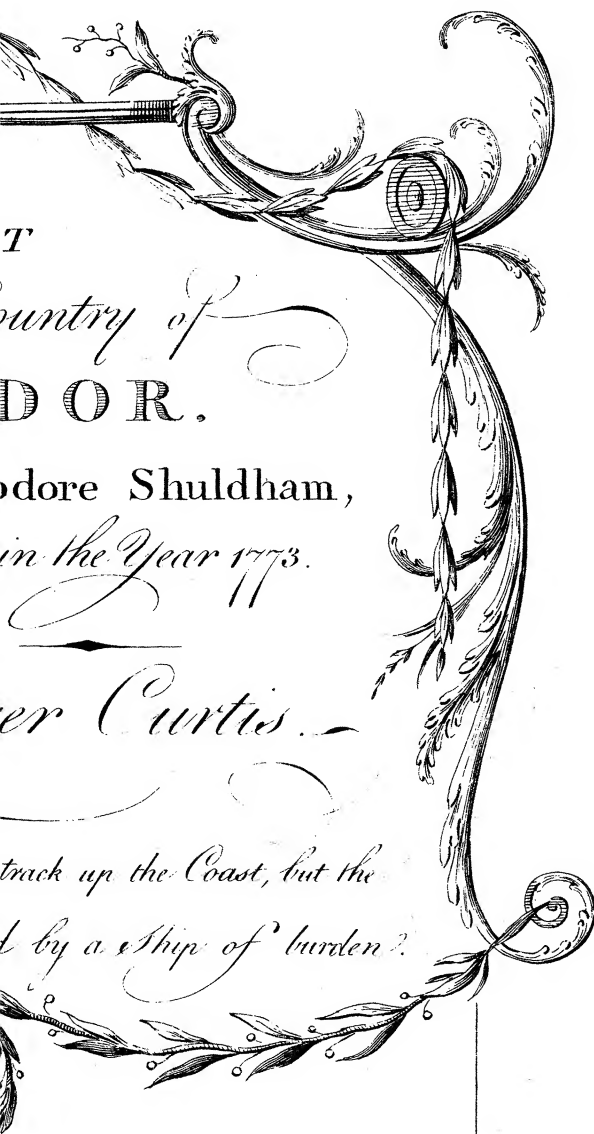 T
ountry of
DOR.
odore Shuldham,
in the Year 1773.
er Curtis.
track up the Coast, but the
d by a Ship of burden.